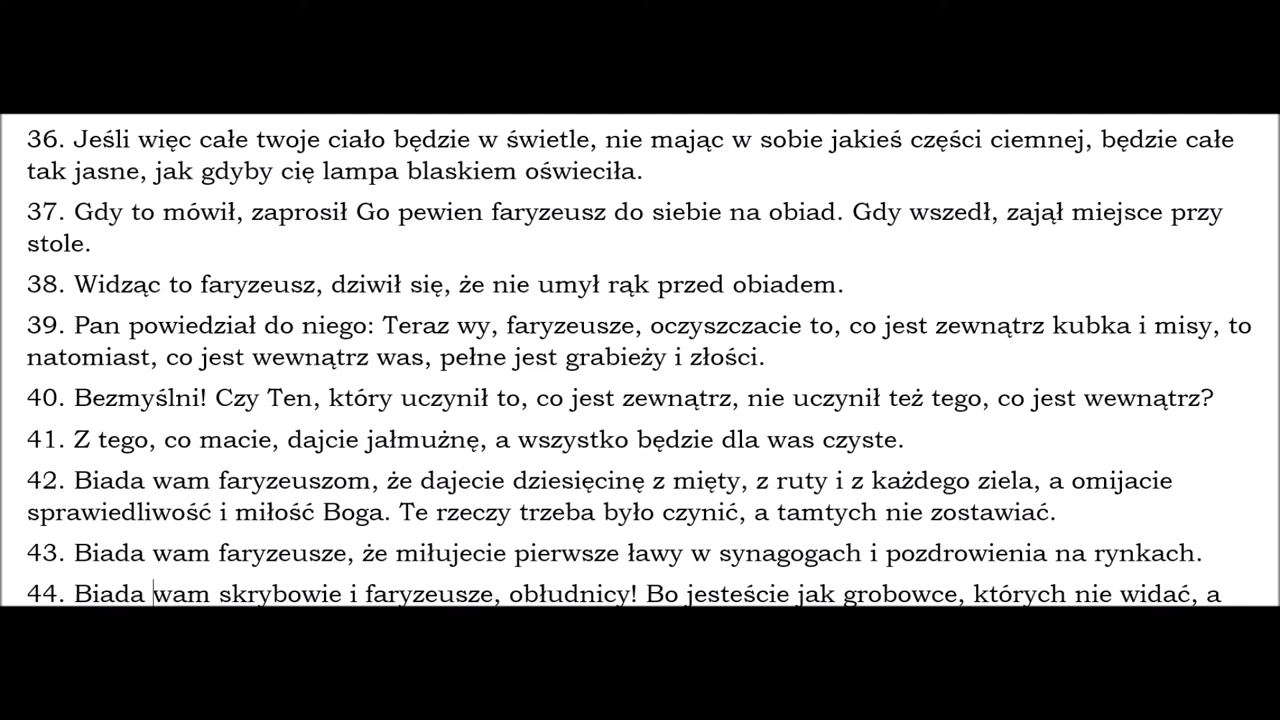 36. Jeśli więc całe twoje ciało będzie w świetle, nie mając w sobie jakieś części ciemnej, będzie całe
tak jasne, jak gdyby cię lampa blaskiem oświeciła.
37. Gdy to mówił, zaprosił Go pewien faryzeusz do siebie na obiad. Gdy wszedł, zajął miejsce przy
stole.
38. Widząc to faryzeusz, dziwił się, że nie umył rąk przed obiadem.
39. Pan powiedział do niego: Teraz wy, faryzeusze, oczyszczacie to, co jest zewnątrz kubka i misy, to
natomiast, co jest wewnątrz was, pełne jest grabieży i złości.
40. Bezmyślni! Czy Ten, który uczynił to, co jest zewnątrz, nie uczynił też tego, co jest wewnątrz?
41. Z tego, co macie, dajcie jałmużnę, a wszystko będzie dla was czyste.
42. Biada wam faryzeuszom, że dajecie dziesięcinę z mięty, z ruty i z każdego ziela, a omijacie
sprawiedliwość i miłość Boga. Te rzeczy trzeba było czynić, a tamtych nie zostawiać.
43. Biada wam faryzeusze, że miłujecie pierwsze ławy w synagogach i pozdrowienia na rynkach.
44. Biada wam skrybowie i faryzeusze, obłudnicy! Bo jesteście jak grobowce, których nie widać, a